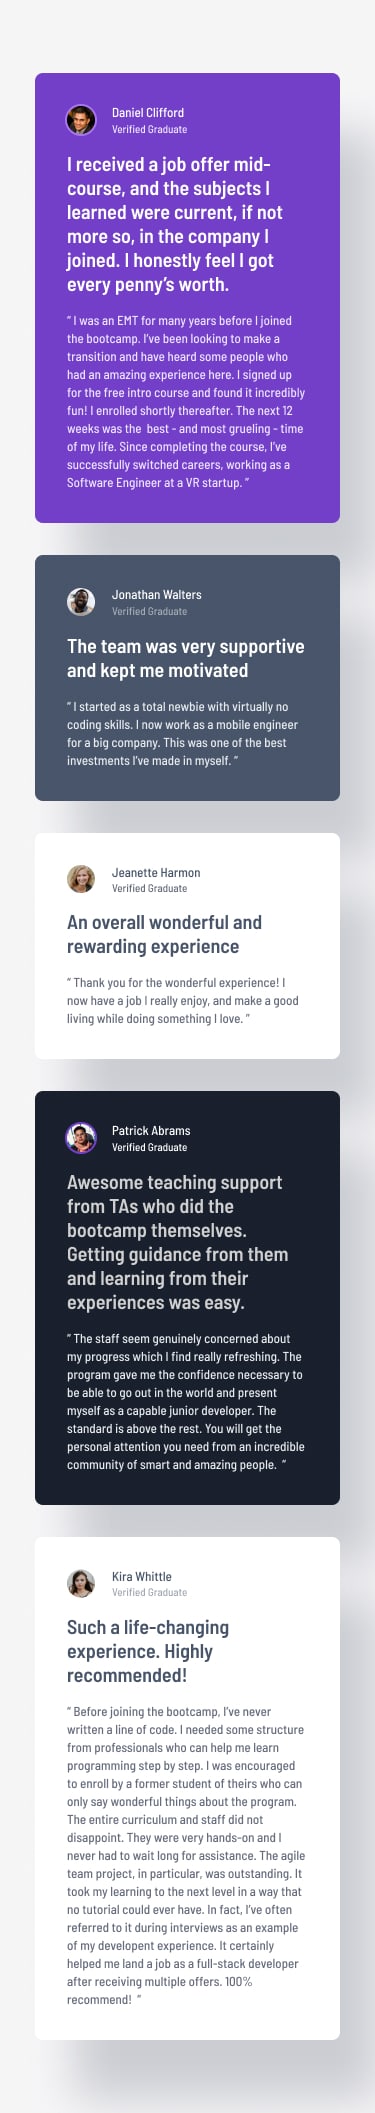 Daniel Clifford
Verified Graduate
I received a job offer mid-
course, and the subjects I
learned were current, if not
more so, in the company I
joined. I honestly feel I got
every penny’s worth.
“ I was an EMT for many years before I joined
the bootcamp. I’ve been looking to make a
transition and have heard some people who
had an amazing experience here. I signed up
for the free intro course and found it incredibly
fun! I enrolled shortly thereafter. The next 12
weeks was the  best - and most grueling - time
of my life. Since completing the course, I’ve
successfully switched careers, working as a
Software Engineer at a VR startup. ”
Jonathan Walters
Verified Graduate
The team was very supportive
and kept me motivated
“ I started as a total newbie with virtually no
coding skills. I now work as a mobile engineer
for a big company. This was one of the best
investments I’ve made in myself. ”
Jeanette Harmon
Verified Graduate
An overall wonderful and
rewarding experience
“ Thank you for the wonderful experience! I
now have a job I really enjoy, and make a good
living while doing something I love. "
Patrick Abrams
Verified Graduate
Awesome teaching support
from TAs who did the
bootcamp themselves.
Getting guidance from them
and learning from their
experiences was easy.
“ The staff seem genuinely concerned about
my progress which I find really refreshing. The
program gave me the confidence necessary to
be able to go out in the world and present
myself as a capable junior developer. The
standard is above the rest. You will get the
personal attention you need from an incredible
community of smart and amazing people.  ”
Kira Whittle
Verified Graduate
Such a life-changing
experience. Highly
recommended!
“ Before joining the bootcamp, I’ve never
written a line of code. I needed some structure
from professionals who can help me learn
programming step by step. I was encouraged
to enroll by a former student of theirs who can
only say wonderful things about the program.
The entire curriculum and staff did not
disappoint. They were very hands-on and I
never had to wait long for assistance. The agile
team project, in particular, was outstanding. It
took my learning to the next level in a way that
no tutorial could ever have. In fact, I’ve often
referred to it during interviews as an example
of my developent experience. It certainly
helped me land a job as a full-stack developer
after receiving multiple offers. 100%
recommend!  ”